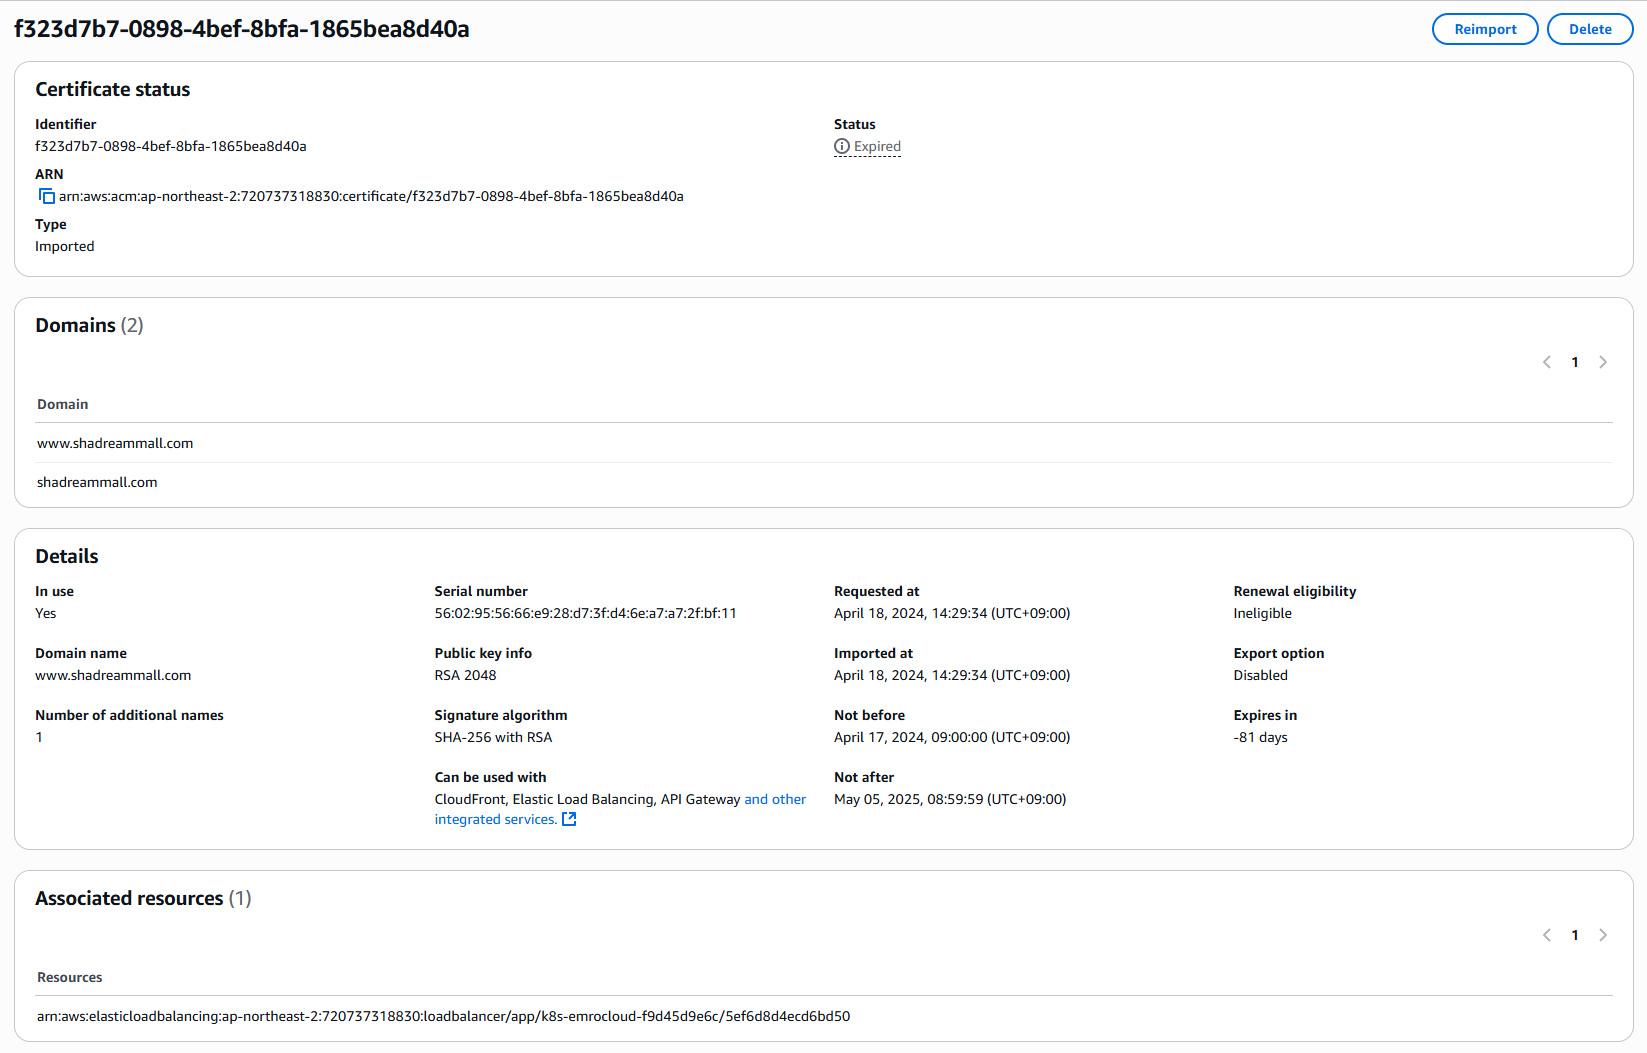 f323d7b7-0898-4bef-8bfa-1865bea8d40a
Reimport
Delete
Certificate status
Identifier
f323d7b7-0898-4bef-8bfa-1865bea8d40a
Status
Expired
ARN
arn:aws:acm:ap-northeast-2:720737318830:certificate/f323d7b7-0898-4bef-8bfa-1865bea8d40a
Type
Imported
Domains (2)
1
Domain
www.shadreammall.com
shadreammall.com
Details
In use
Yes
Domain name
www.shadreammall.com
Number of additional names
1
Serial number
56:02:95:56:66:e9:28:d7:3f:d4:6e:a7:a7:2f:bf:11
Public key info
RSA 2048
Signature algorithm
SHA-256 with RSA
Can be used with
CloudFront, Elastic Load Balancing, API Gateway and other
integrated services.
Requested at
April 18, 2024, 14:29:34 (UTC+09:00)
Imported at
April 18, 2024, 14:29:34 (UTC+09:00)
Not before
April 17, 2024, 09:00:00 (UTC+09:00)
Not after
May 05, 2025, 08:59:59 (UTC+09:00)
Renewal eligibility
Ineligible
Export option
Disabled
Expires in
-81 days
Associated resources (1)
1
Resources
arn:aws:elasticloadbalancing:ap-northeast-2:720737318830:loadbalancer/app/k8s-emrocloud-f9d45d9e6c/5ef6d8d4ecd6bd50